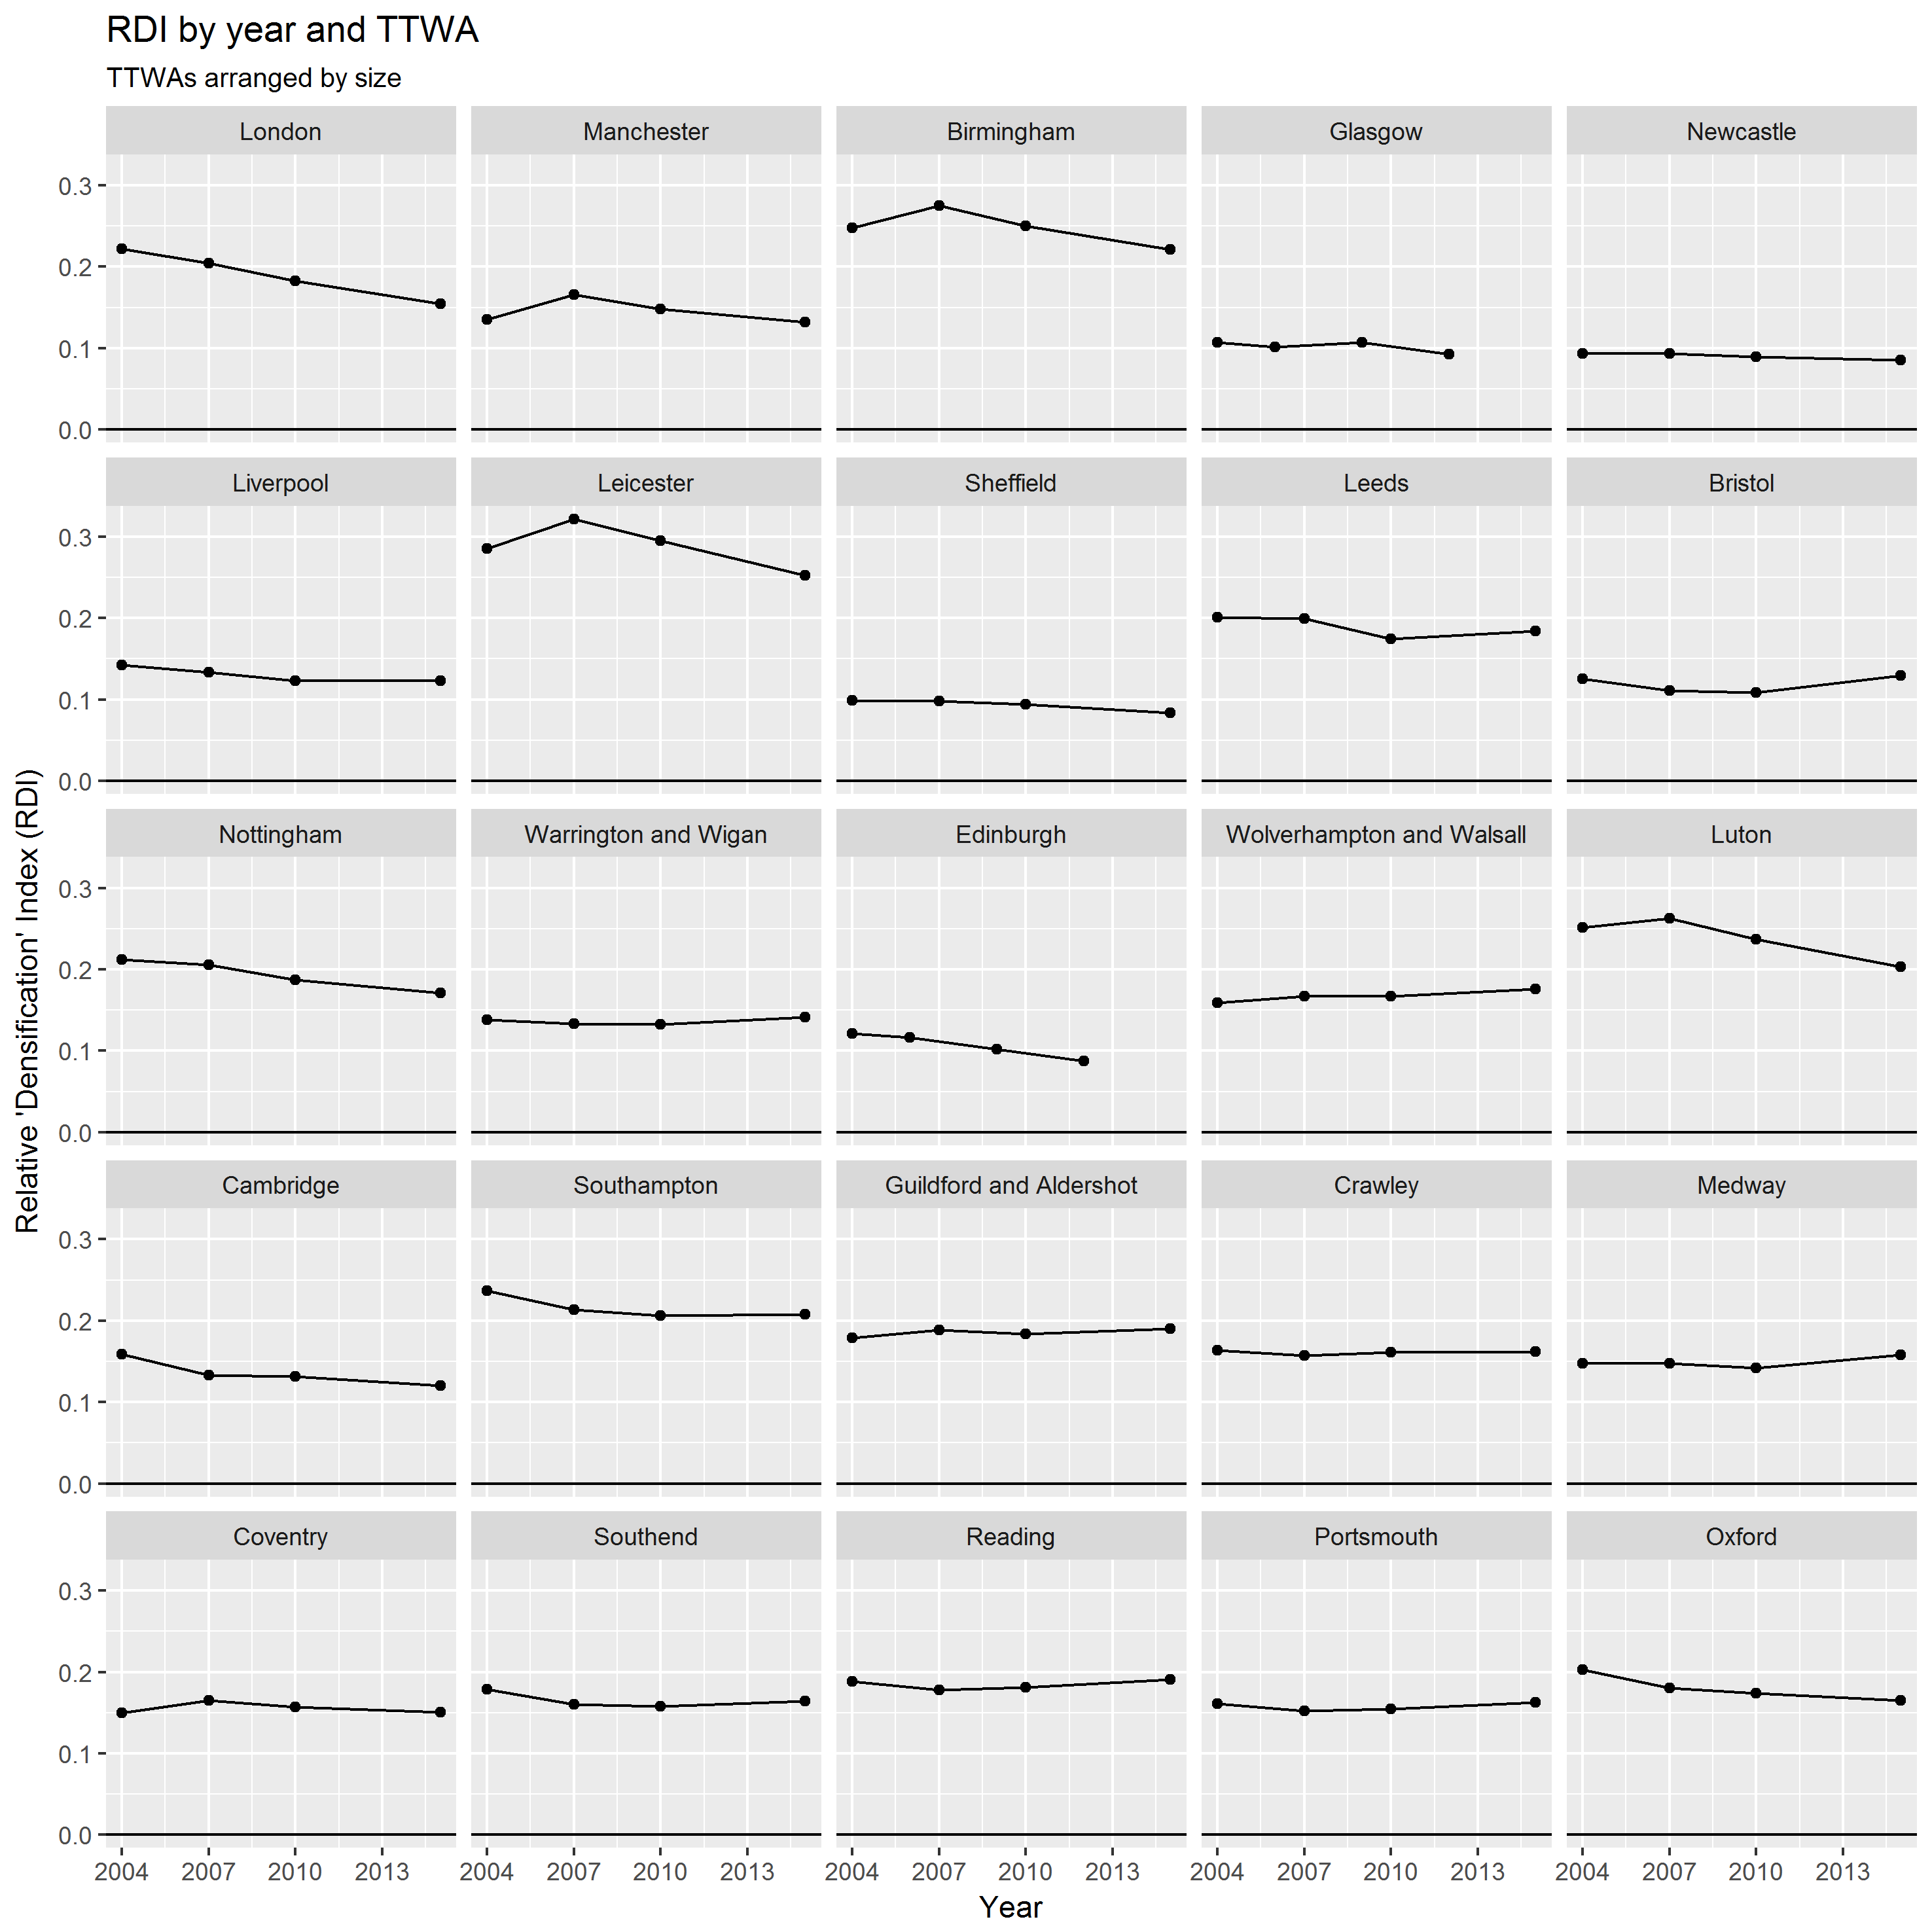 RDI by year and TTWA
TTWAs arranged by size
London Manchester Birmingham Glasgow Newcastle
0.3
0.2
0.1
0.0
Liverpool Leicester Sheffield Leeds Bristol
0.3
0.2
0.1
0.0
Nottingham Warrington and Wigan Edinburgh Wolverhampton and Walsall Luton
0.3
0.2
0.1
0.0
Cambridge Southampton Guildford and Aldershot Crawley Medway
0.3
0.2
0.1
0.0
Coventry Southend Reading Portsmouth Oxford
0.3
0.2
0.1
0.0
2004 2007 2010 2013 2004 2007 2010 2013 2004 2007 2010 2013 2004 2007 2010 2013 2004 2007 2010 2013
Year
Relative 'Densification' Index (RDI)